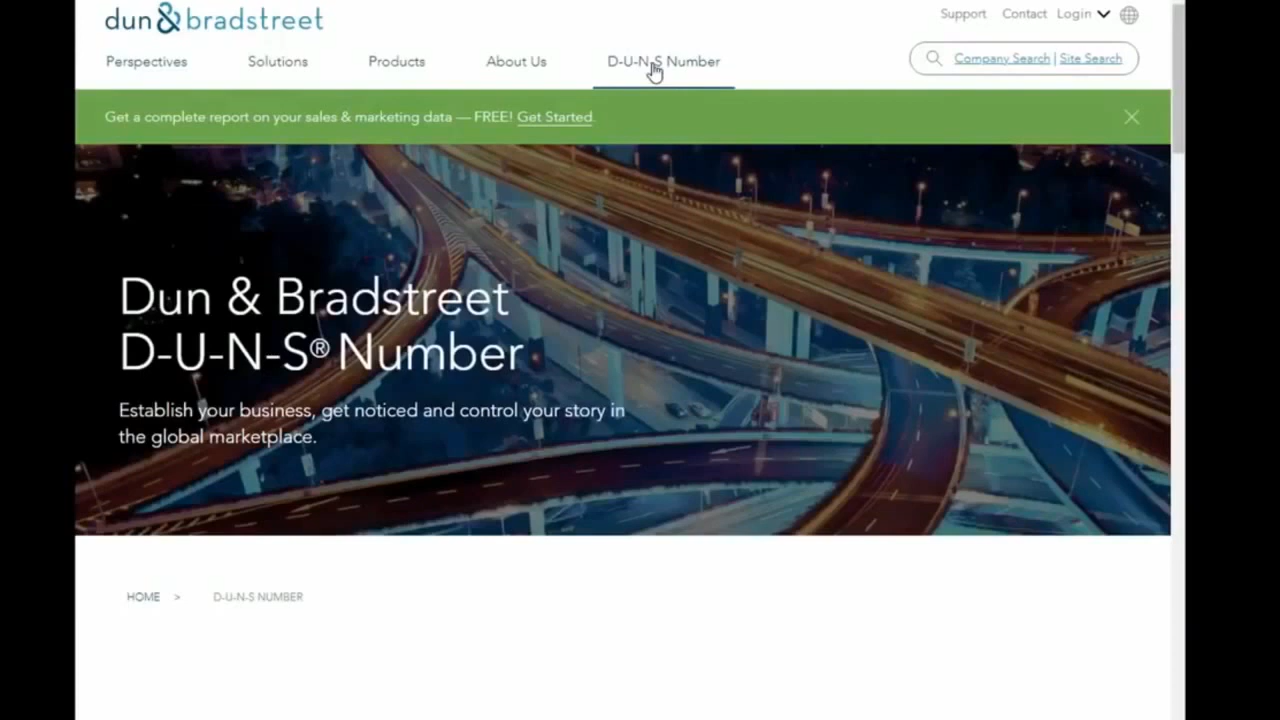 dun & bradstreet
Support Contact Login
Perspectives Solutions Products About Us D-U-N-S Number
Company Search | Site Search
Get a complete report on your sales & marketing data — FREE! Get Started.
Dun & Bradstreet
D-U-N-S® Number
Establish your business, get noticed and control your story in
the global marketplace.
HOME > D-U-N-S NUMBER